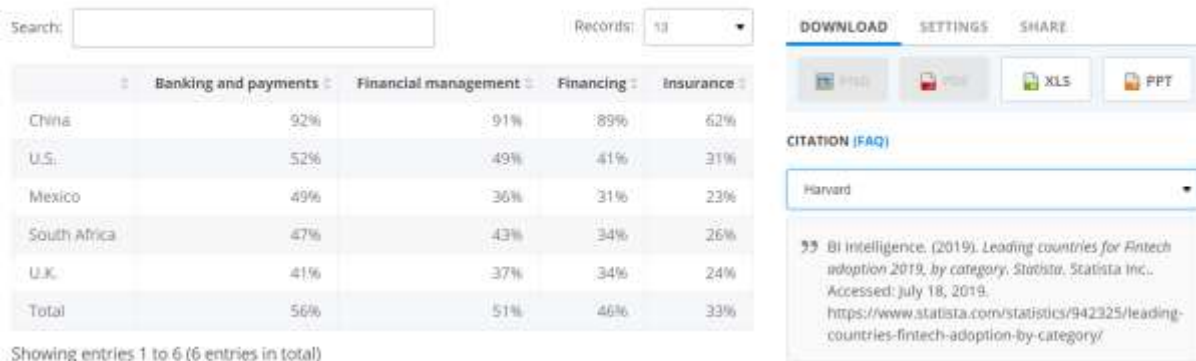 Search:
Records: 13
Banking and payments Financial management Financing Insurance
China 92% 91% 89% 62%
U.S. 52% 49% 41% 31%
Mexico 49% 36% 31% 23%
South Africa 47% 43% 34% 26%
U.K. 41% 37% 34% 24%
Total 56% 51% 46% 33%
Showing entries 1 to 6 (6 entries in total)
DOWNLOAD SETTINGS SHARE
PNG PDF XLS PPT
CITATION (FAQ)
Harvard
BI Intelligence. (2019). Leading countries for Fintech
adoption 2019, by category. Statista. Statista Inc..
Accessed: July 18, 2019.
https://www.statista.com/statistics/942325/leading-
countries-fintech-adoption-by-category/